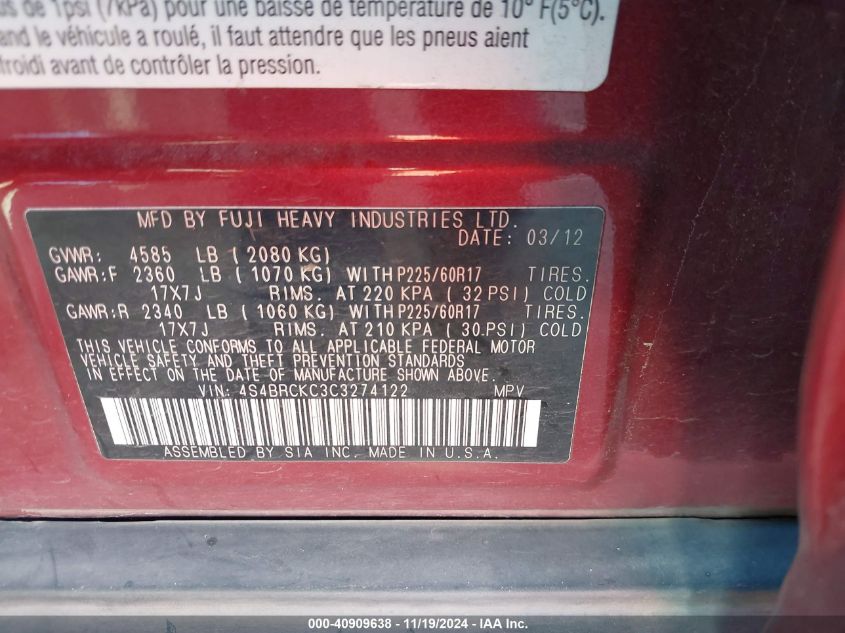 de 1psi (7kPa) pour une baisse de température de 10° F(5°C).
and le véhicule a roulé, il faut attendre que les pneus aient
froidi avant de contrôler la pression.
MFD BY FUJI HEAVY INDUSTRIES LTD.
DATE: 03/12
GVWR: 4585 LB (2080 KG)
GAWR:F 2360 LB (1070 KG) WITH P225/60R17 TIRES.
17X7J RIMS. AT 220 KPA (32 PSI) COLD
GAWR:R 2340 LB (1060 KG) WITH P225/60R17 TIRES.
17X7J RIMS. AT 210 KPA (30.PSI) COLD
THIS VEHICLE CONFORMS TO ALL APPLICABLE FEDERAL MOTOR
VEHICLE SAFETY AND THEFT PREVENTION STANDARDS
IN EFFECT ON THE DATE OF MANUFACTURE SHOWN ABOVE.
VIN: 4S4BRCKC3C3274122 MPV
ASSEMBLED BY SIA INC. MADE IN U.S.A.
000-40909638 - 11/19/2024 - IAA Inc.